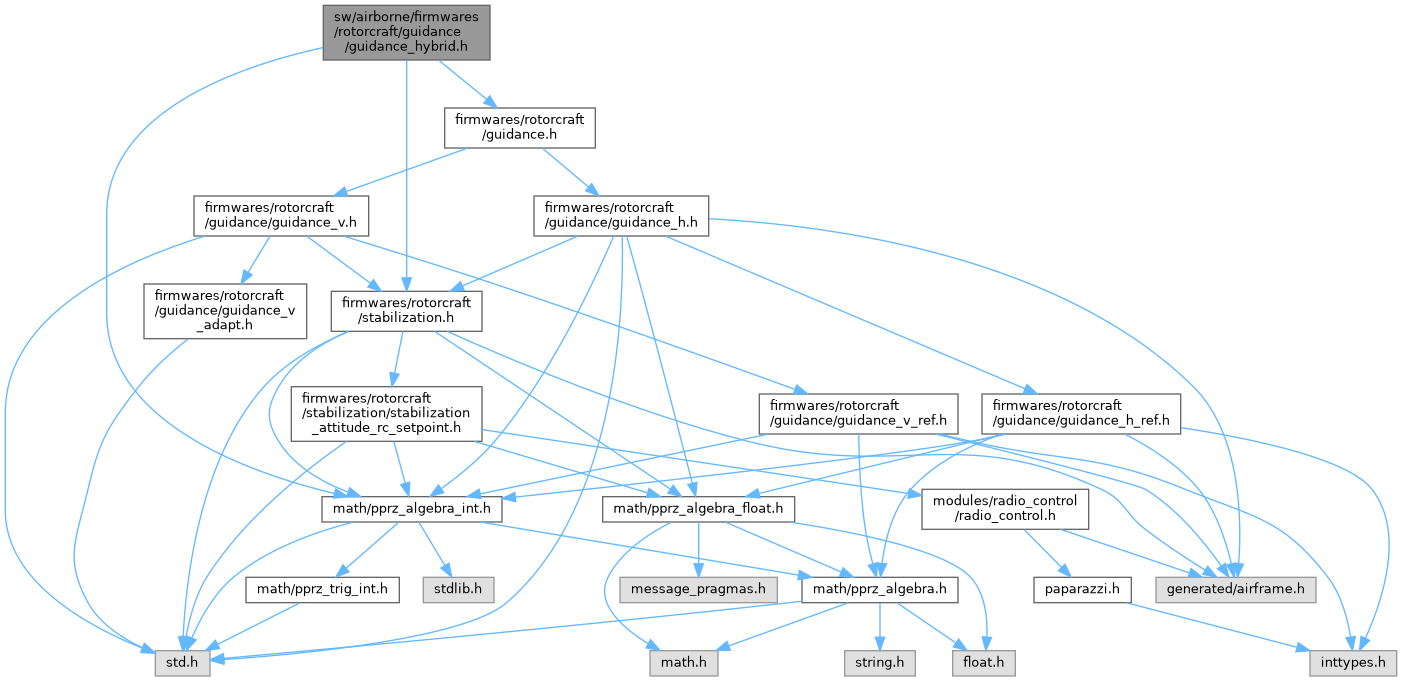 sw/airborne/firmwares
/rotorcraft/guidance
/guidance_hybrid.h
firmwares/rotorcraft
/guidance.h
firmwares/rotorcraft
/guidance/guidance_v.h
firmwares/rotorcraft
/guidance/guidance_h.h
firmwares/rotorcraft
/guidance/guidance_v
_adapt.h
firmwares/rotorcraft
/stabilization.h
firmwares/rotorcraft
/stabilization/stabilization
_attitude_rc_setpoint.h
firmwares/rotorcraft
/guidance/guidance_v_ref.h
firmwares/rotorcraft
/guidance/guidance_h_ref.h
math/pprz_algebra_int.h
math/pprz_algebra_float.h
modules/radio_control
/radio_control.h
math/pprz_trig_int.h
stdlib.h
message_pragmas.h
math/pprz_algebra.h
paparazzi.h
generated/airframe.h
std.h
math.h
string.h
float.h
inttypes.h